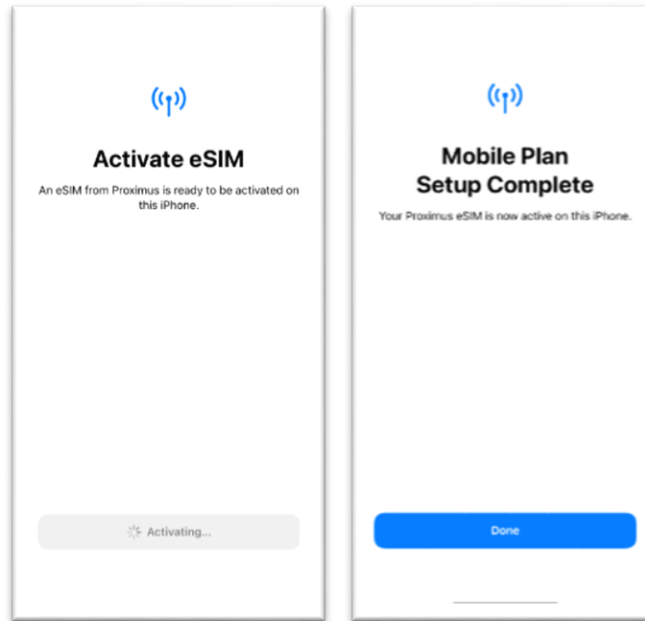 Activate eSIM
An eSIM from Proximus is ready to be activated on
this iPhone.
Activating...
Mobile Plan
Setup Complete
Your Proximus eSIM is now active on this iPhone.
Done